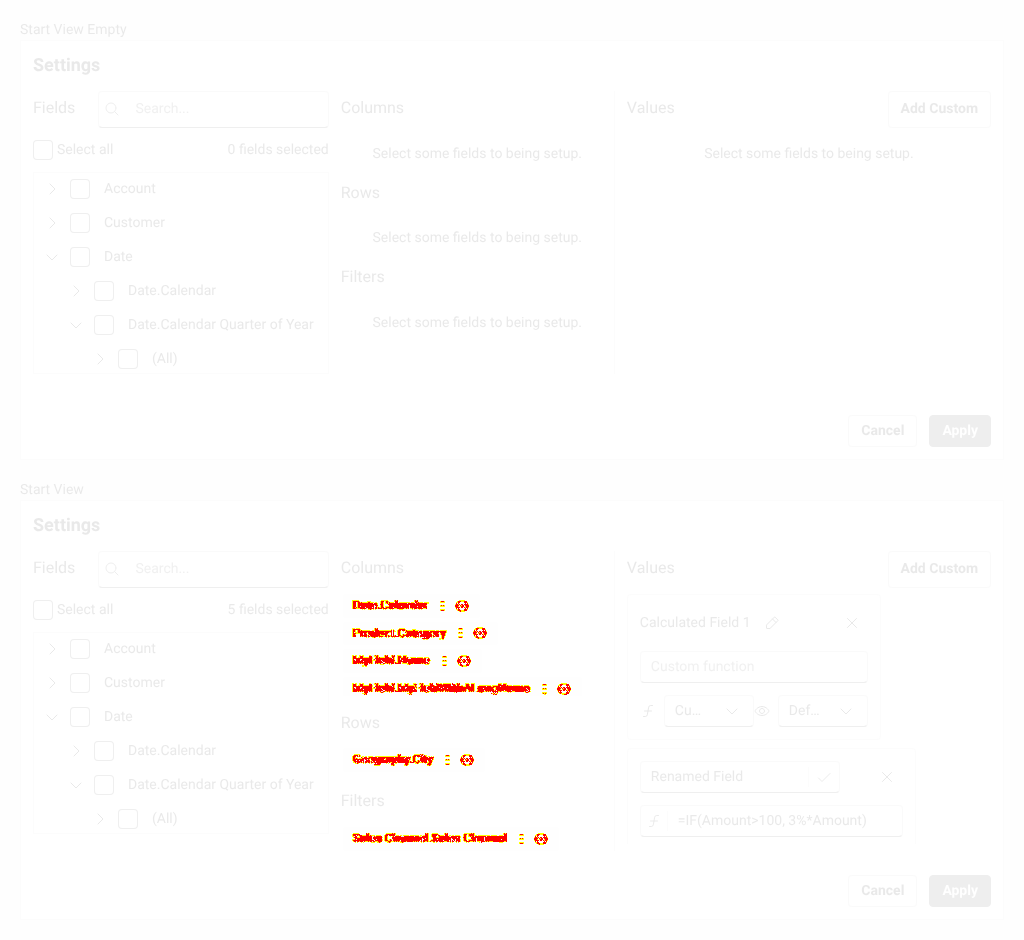 Start View Empty
Settings
Fields
Search...
Columns
Values
Add Custom
Select all
0 fields selected
Select some fields to being setup.
Select some fields to being setup.
Account
Rows
Customer
Select some fields to being setup.
Date
Filters
Date.Calendar
Select some fields to being setup.
Date.Calendar Quarter of Year
(All)
Cancel
Apply
Start View
Settings
Fields
Search...
Columns
Values
Add Custom
Select all
5 fields selected
Account
Customer
Date
Date.Calendar
Date.Calendar Quarter of Year
(All)
Date.Calendar
Product.Category
Rows
Geography.City
Filters
Sales Channel.Sales Channel
Calculated Field 1
Custom function
Cu...
Def...
Renamed Field
=IF(Amount>100, 3%*Amount)
Cancel
Apply